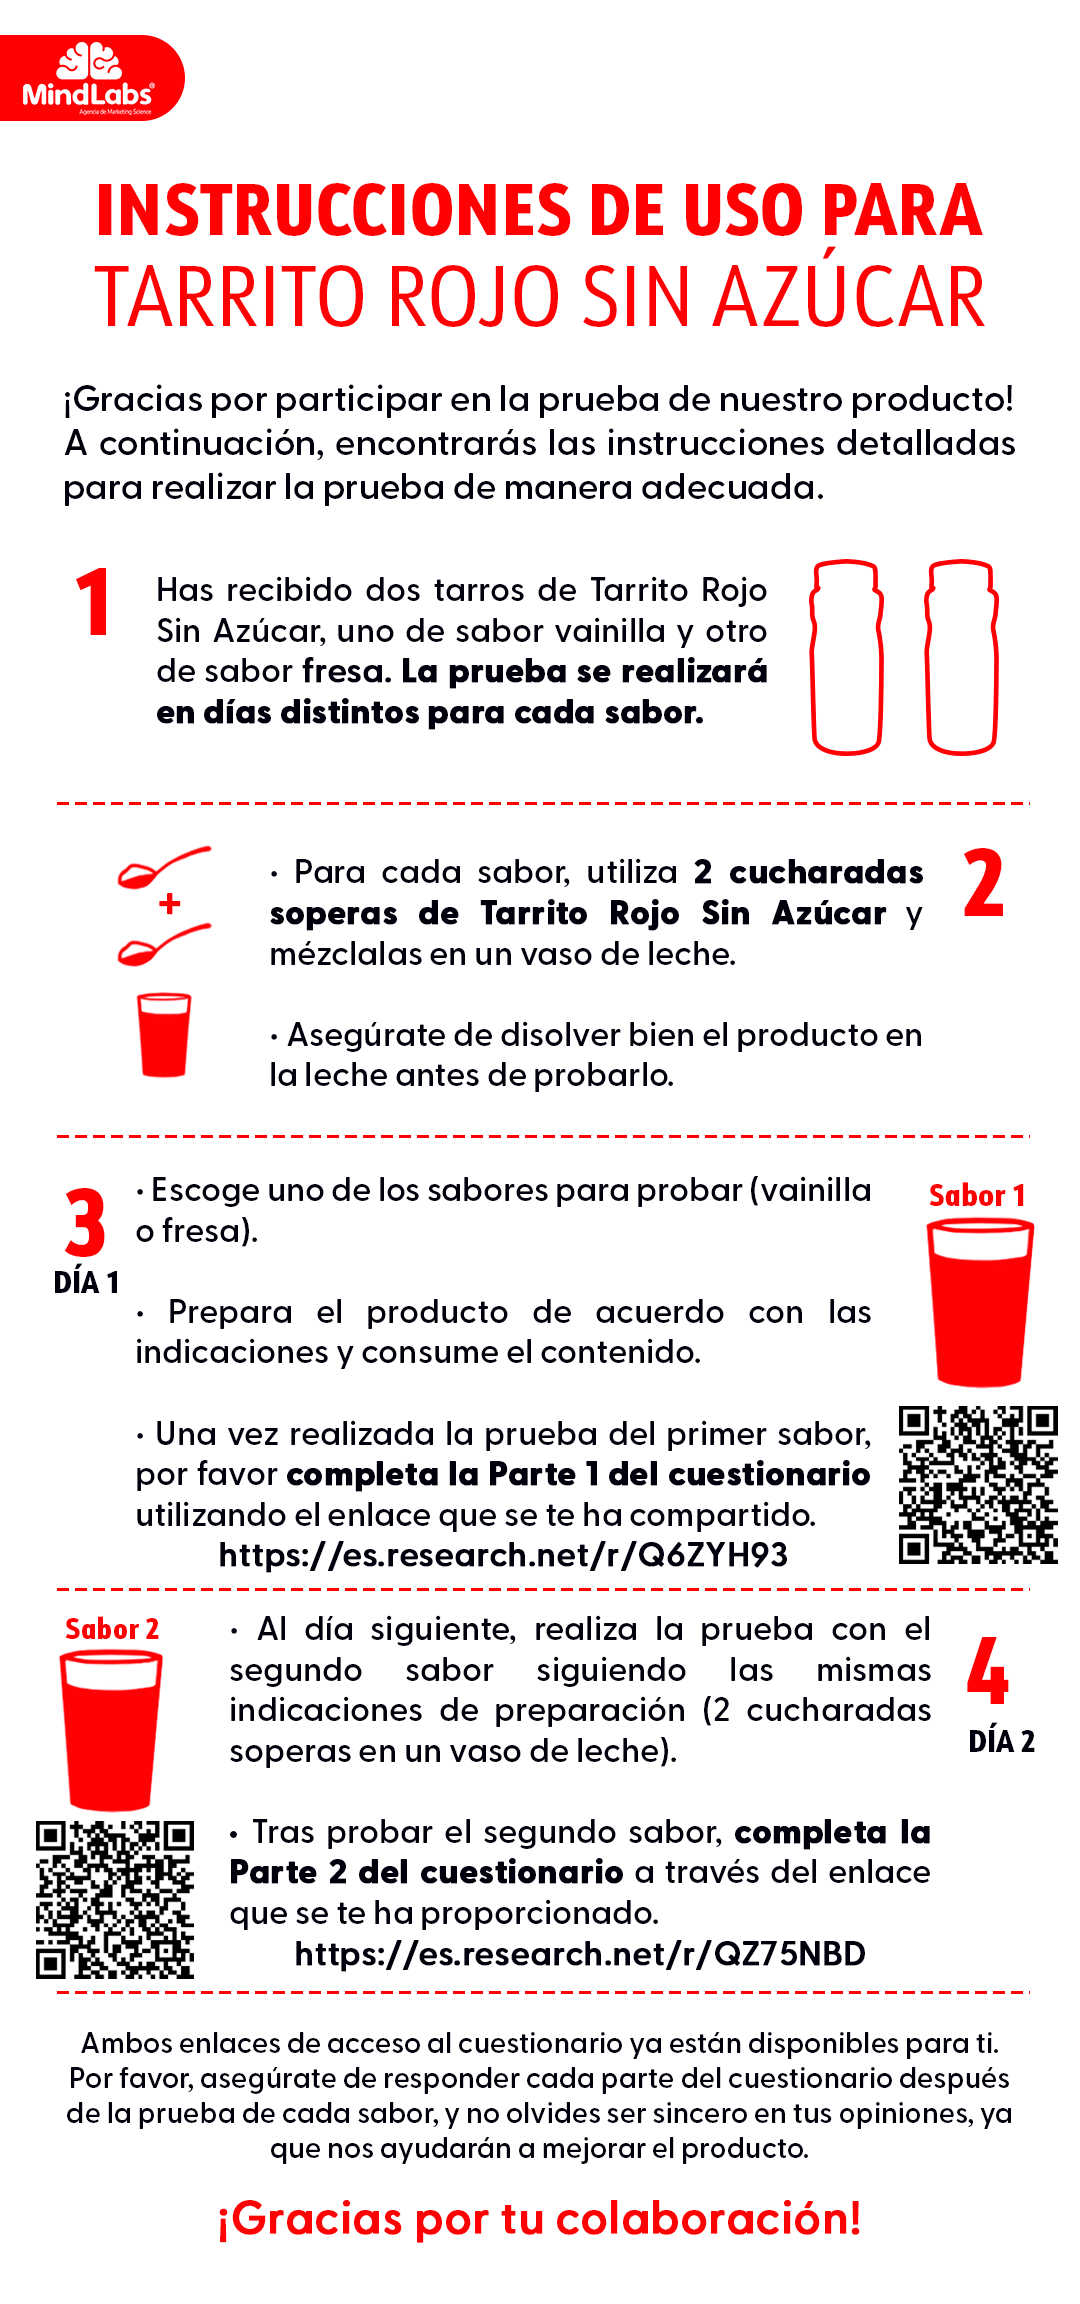 MindLabs®
Agencia de Marketing Science
INSTRUCCIONES DE USO PARA
TARRITO ROJO SIN AZÚCAR
¡Gracias por participar en la prueba de nuestro producto!
A continuación, encontrarás las instrucciones detalladas
para realizar la prueba de manera adecuada.
1
Has recibido dos tarros de Tarrito Rojo
Sin Azúcar, uno de sabor vainilla y otro
de sabor fresa. La prueba se realizará
en días distintos para cada sabor.
2
· Para cada sabor, utiliza 2 cucharadas
soperas de Tarrito Rojo Sin Azúcar y
mézclalas en un vaso de leche.
+
· Asegúrate de disolver bien el producto en
la leche antes de probarlo.
3
DÍA 1
· Escoge uno de los sabores para probar (vainilla
o fresa).
· Prepara el producto de acuerdo con las
indicaciones y consume el contenido.
· Una vez realizada la prueba del primer sabor,
por favor completa la Parte 1 del cuestionario
utilizando el enlace que se te ha compartido.
https://es.research.net/r/Q6ZYH93
Sabor 1
Sabor 2
· Al día siguiente, realiza la prueba con el
segundo sabor siguiendo las mismas
indicaciones de preparación (2 cucharadas
soperas en un vaso de leche).
4
DÍA 2
· Tras probar el segundo sabor, completa la
Parte 2 del cuestionario a través del enlace
que se te ha proporcionado.
https://es.research.net/r/QZ75NBD
Ambos enlaces de acceso al cuestionario ya están disponibles para ti.
Por favor, asegúrate de responder cada parte del cuestionario después
de la prueba de cada sabor, y no olvides ser sincero en tus opiniones, ya
que nos ayudarán a mejorar el producto.
¡Gracias por tu colaboración!